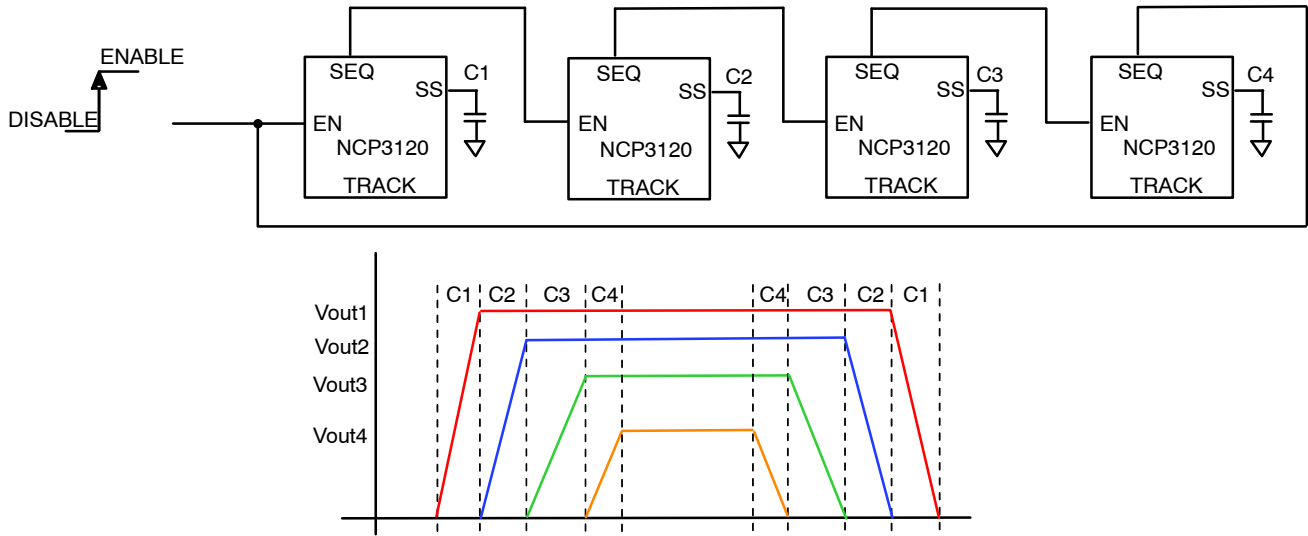 ENABLE
DISABLE
SEQ
SS
C1
EN
NCP3120
TRACK
SEQ
SS
C2
EN
NCP3120
TRACK
SEQ
SS
C3
EN
NCP3120
TRACK
SEQ
SS
C4
EN
NCP3120
TRACK
C1 C2 C3 C4 C4 C3 C2 C1
Vout1
Vout2
Vout3
Vout4